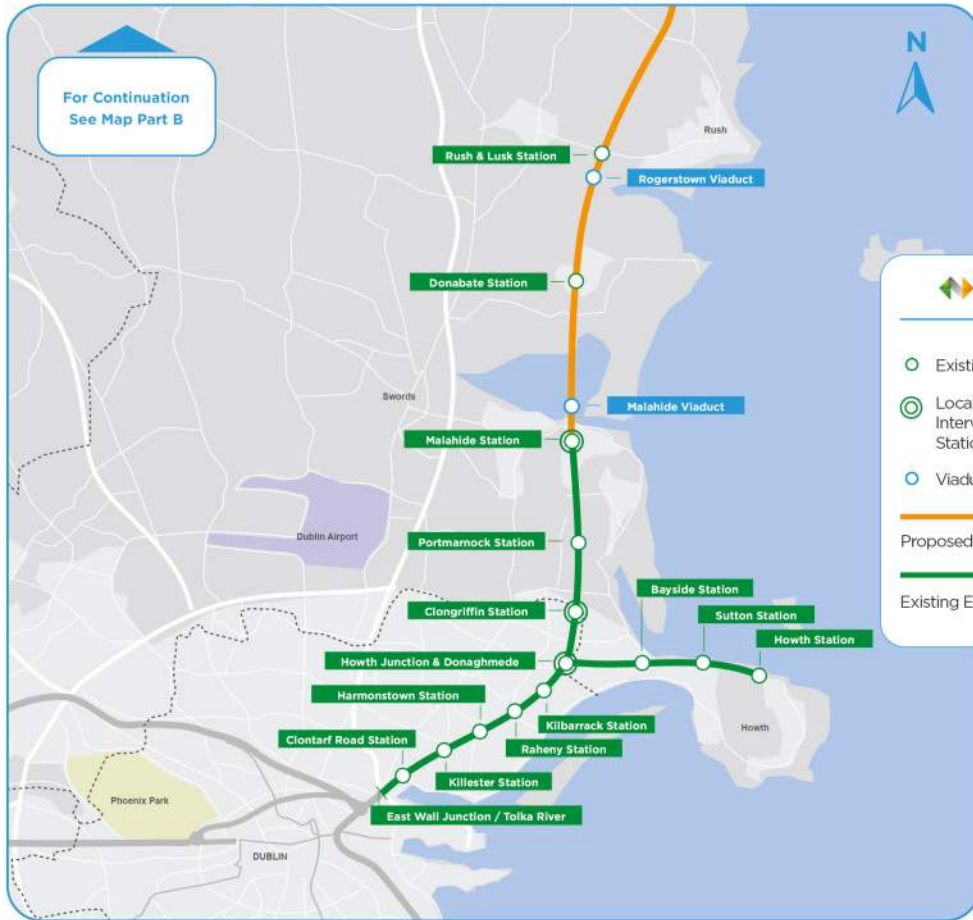 For Continuation
See Map Part B
N
Rush
Rush & Lusk Station
Rogerstown Viaduct
Donabate Station
Swords
Malahide Viaduct
Malahide Station
Dublin Airport
Portmarnock Station
Clongriffin Station
Bayside Station
Sutton Station
Howth Station
Howth Junction & Donaghmede
Harmonstown Station
Kilbarrack Station
Howth
Clontarf Road Station
Raheny Station
Killester Station
Phoenix Park
East Wall Junction / Tolka River
DUBLIN
Proposed
Existing E